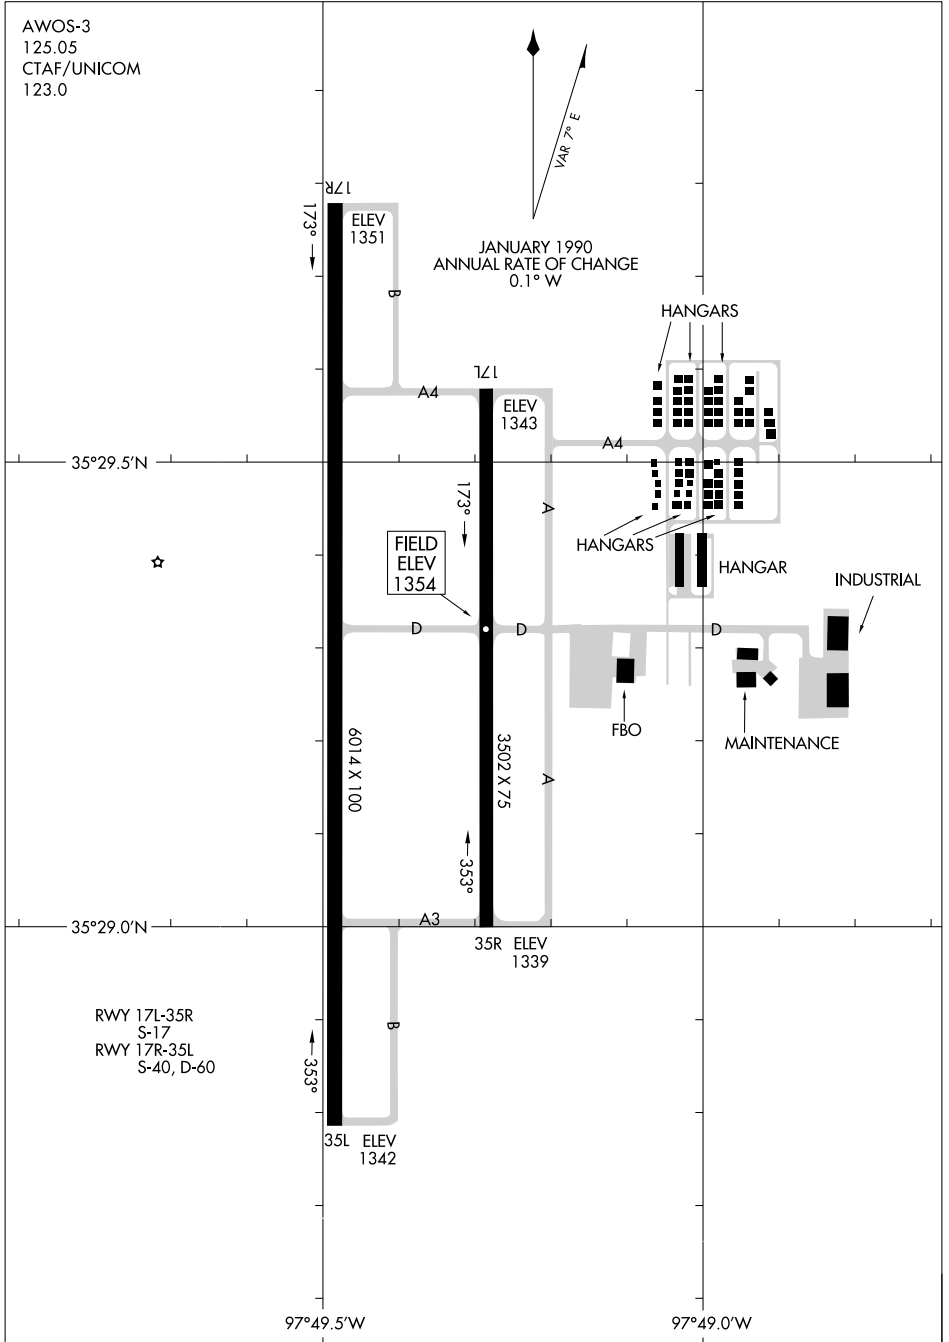 AWOS-3
125.05
CTAF/UNICOM
123.0
VAR 7° E
JANUARY 1990
ANNUAL RATE OF CHANGE
0.1° W
17R
173°
ELEV
1351
B
HANGARS
17L
A4
ELEV
1343
A4
35°29.5'N
173°
A
FIELD
ELEV
1354
HANGARS
HANGAR
INDUSTRIAL
D
D
D
FBO
MAINTENANCE
6014 X 100
3502 X 75
A
353°
A3
35°29.0'N
35R ELEV
1339
RWY 17L-35R
S-17
RWY 17R-35L
S-40, D-60
B
353°
35L ELEV
1342
97°49.5'W
97°49.0'W